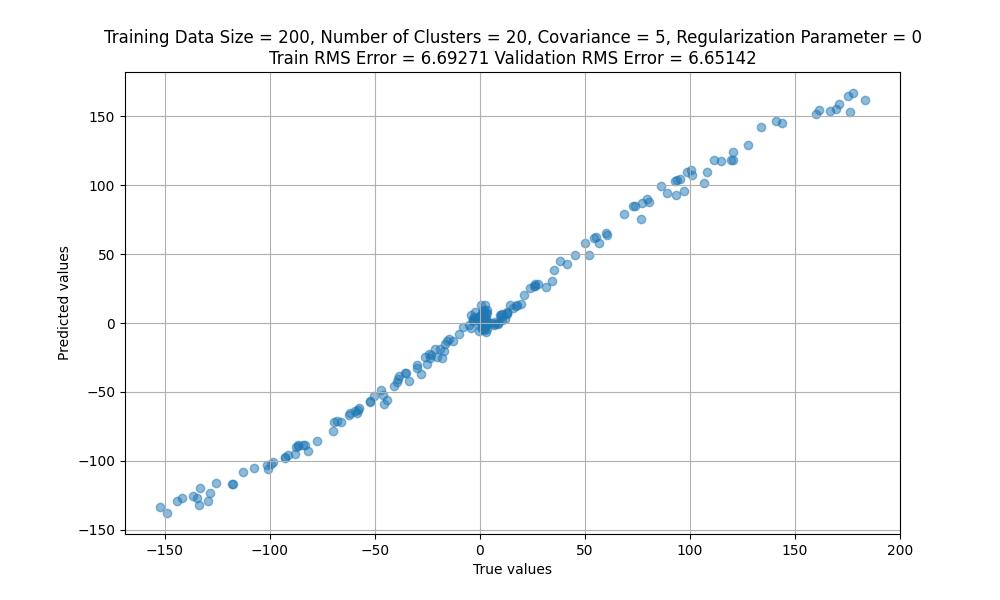 Training Data Size = 200, Number of Clusters = 20, Covariance = 5, Regularization Parameter = 0
Train RMS Error = 6.69271 Validation RMS Error = 6.65142
150
100
50
0
−50
−100
−150
Predicted values
−150 −100 −50 0 50 100 150 200
True values